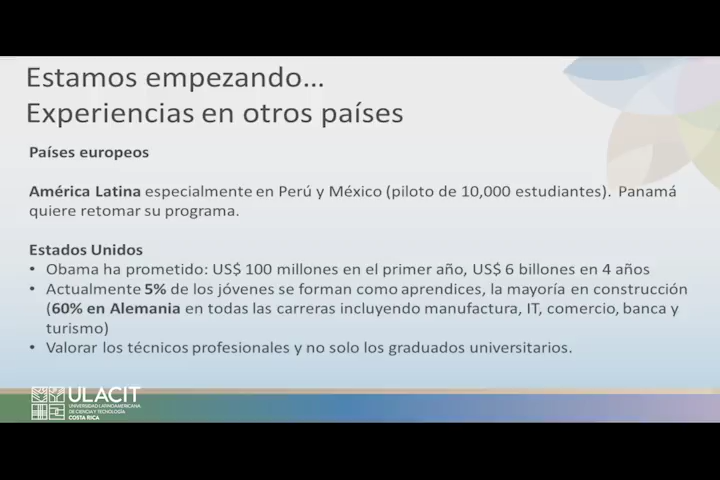 Estamos empezando...
Experiencias en otros países
Países europeos
América Latina especialmente en Perú y México (piloto de 10,000 estudiantes). Panamá
quiere retomar su programa.
Estados Unidos
• Obama ha prometido: US$ 100 millones en el primer año, US$ 6 billones en 4 años
• Actualmente 5% de los jóvenes se forman como aprendices, la mayoría en construcción
(60% en Alemania en todas las carreras incluyendo manufactura, IT, comercio, banca y
turismo)
• Valorar los técnicos profesionales y no solo los graduados universitarios.
ULACIT
UNIVERSIDAD LATINOAMERICANA
DE CIENCIA Y TECNOLOGÍA
COSTA RICA